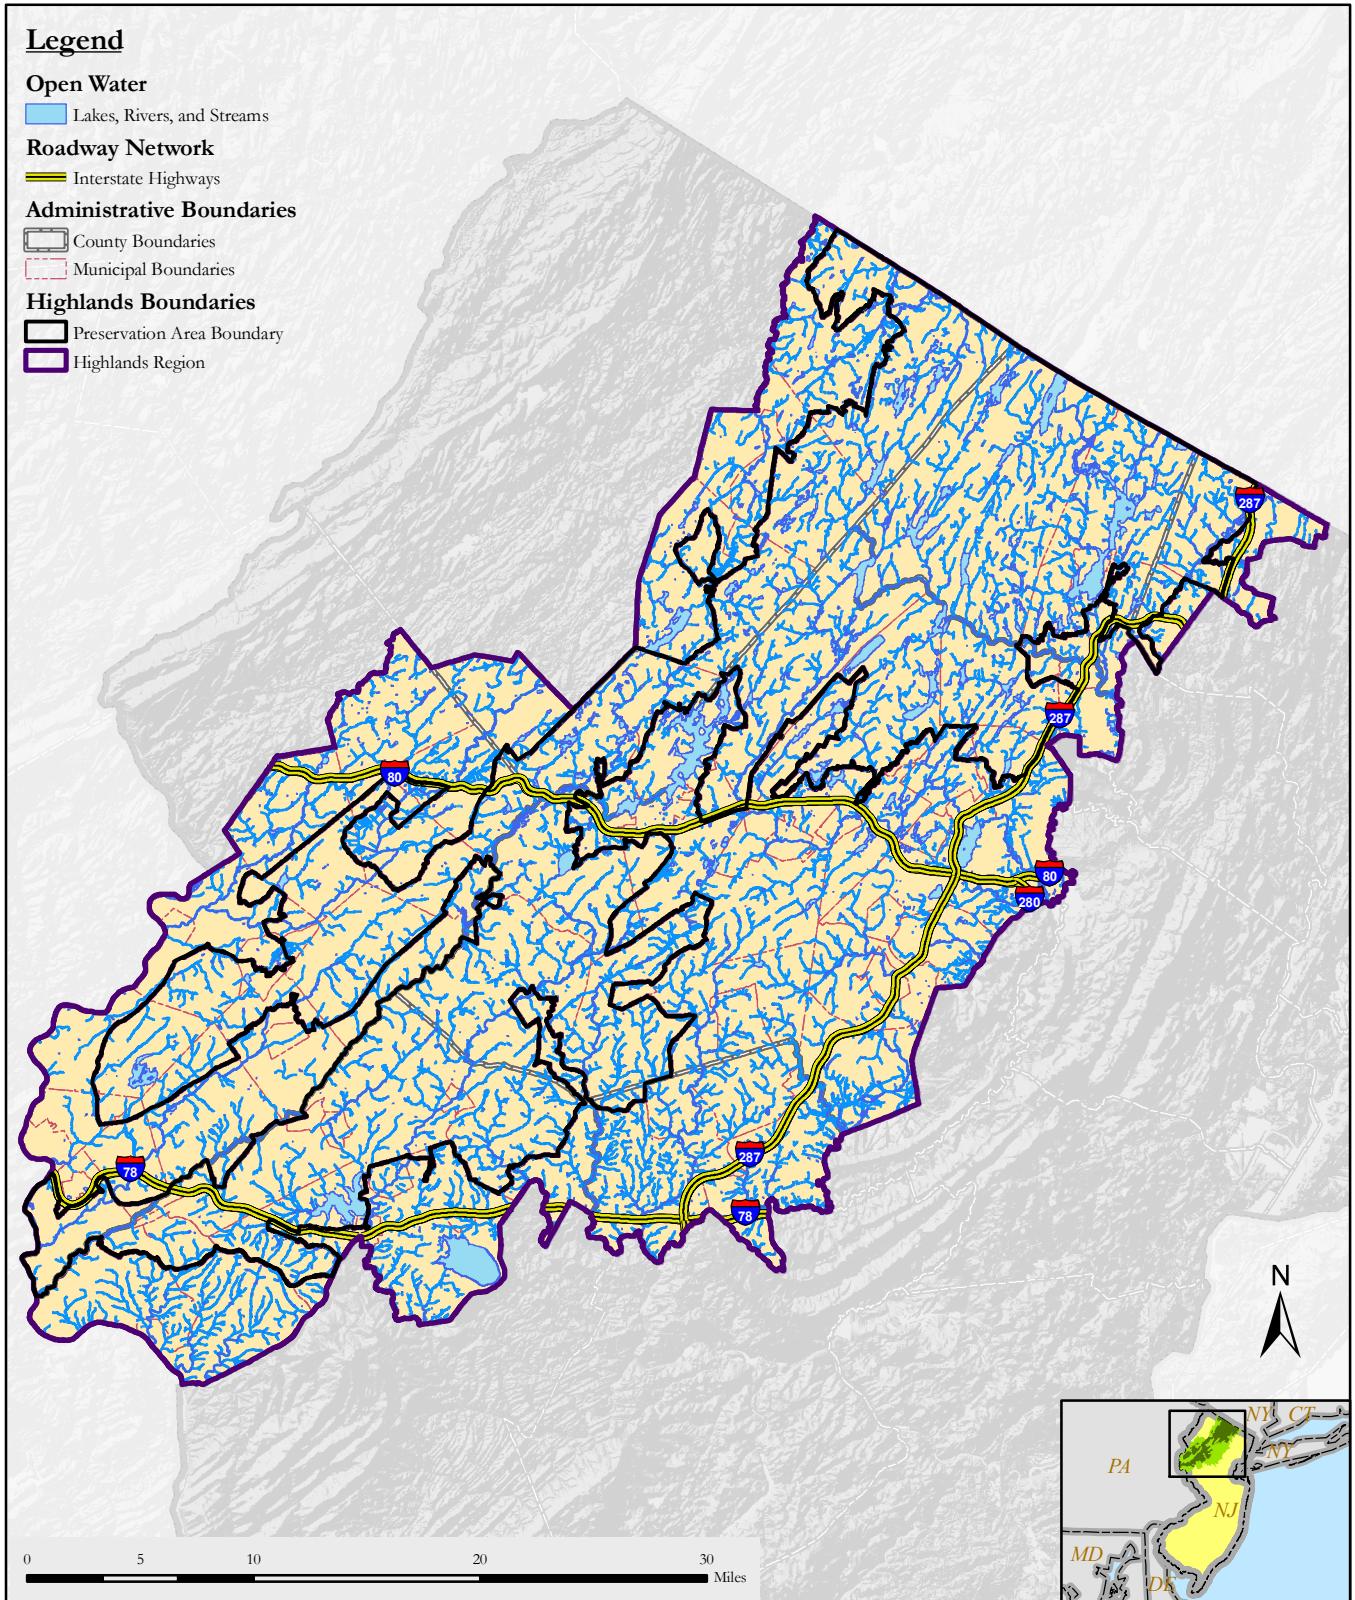 Legend
Open Water
Lakes, Rivers, and Streams
Roadway Network
Interstate Highways
Administrative Boundaries
County Boundaries
Municipal Boundaries
Highlands Boundaries
Preservation Area Boundary
Highlands Region
287
287
80
80
280
78
287
78
N
NY CT
NY
PA
NJ
MD
DE
0 5 10 20 30
Miles